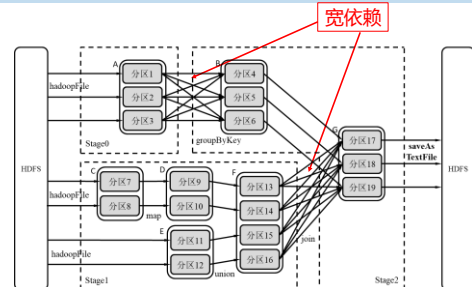 宽依赖
A
B
分区1
分区2
分区3
分区4
分区5
分区6
hadoopFile
Stage0
groupByKey
HDFS
C
D
分区7
分区8
分区9
分区10
hadoopFile
map
E
分区11
分区12
hadoopFile
union
Stage1
F
分区13
分区14
分区15
分区16
join
G
分区17
分区18
分区19
saveAs
TextFile
HDFS
Stage2